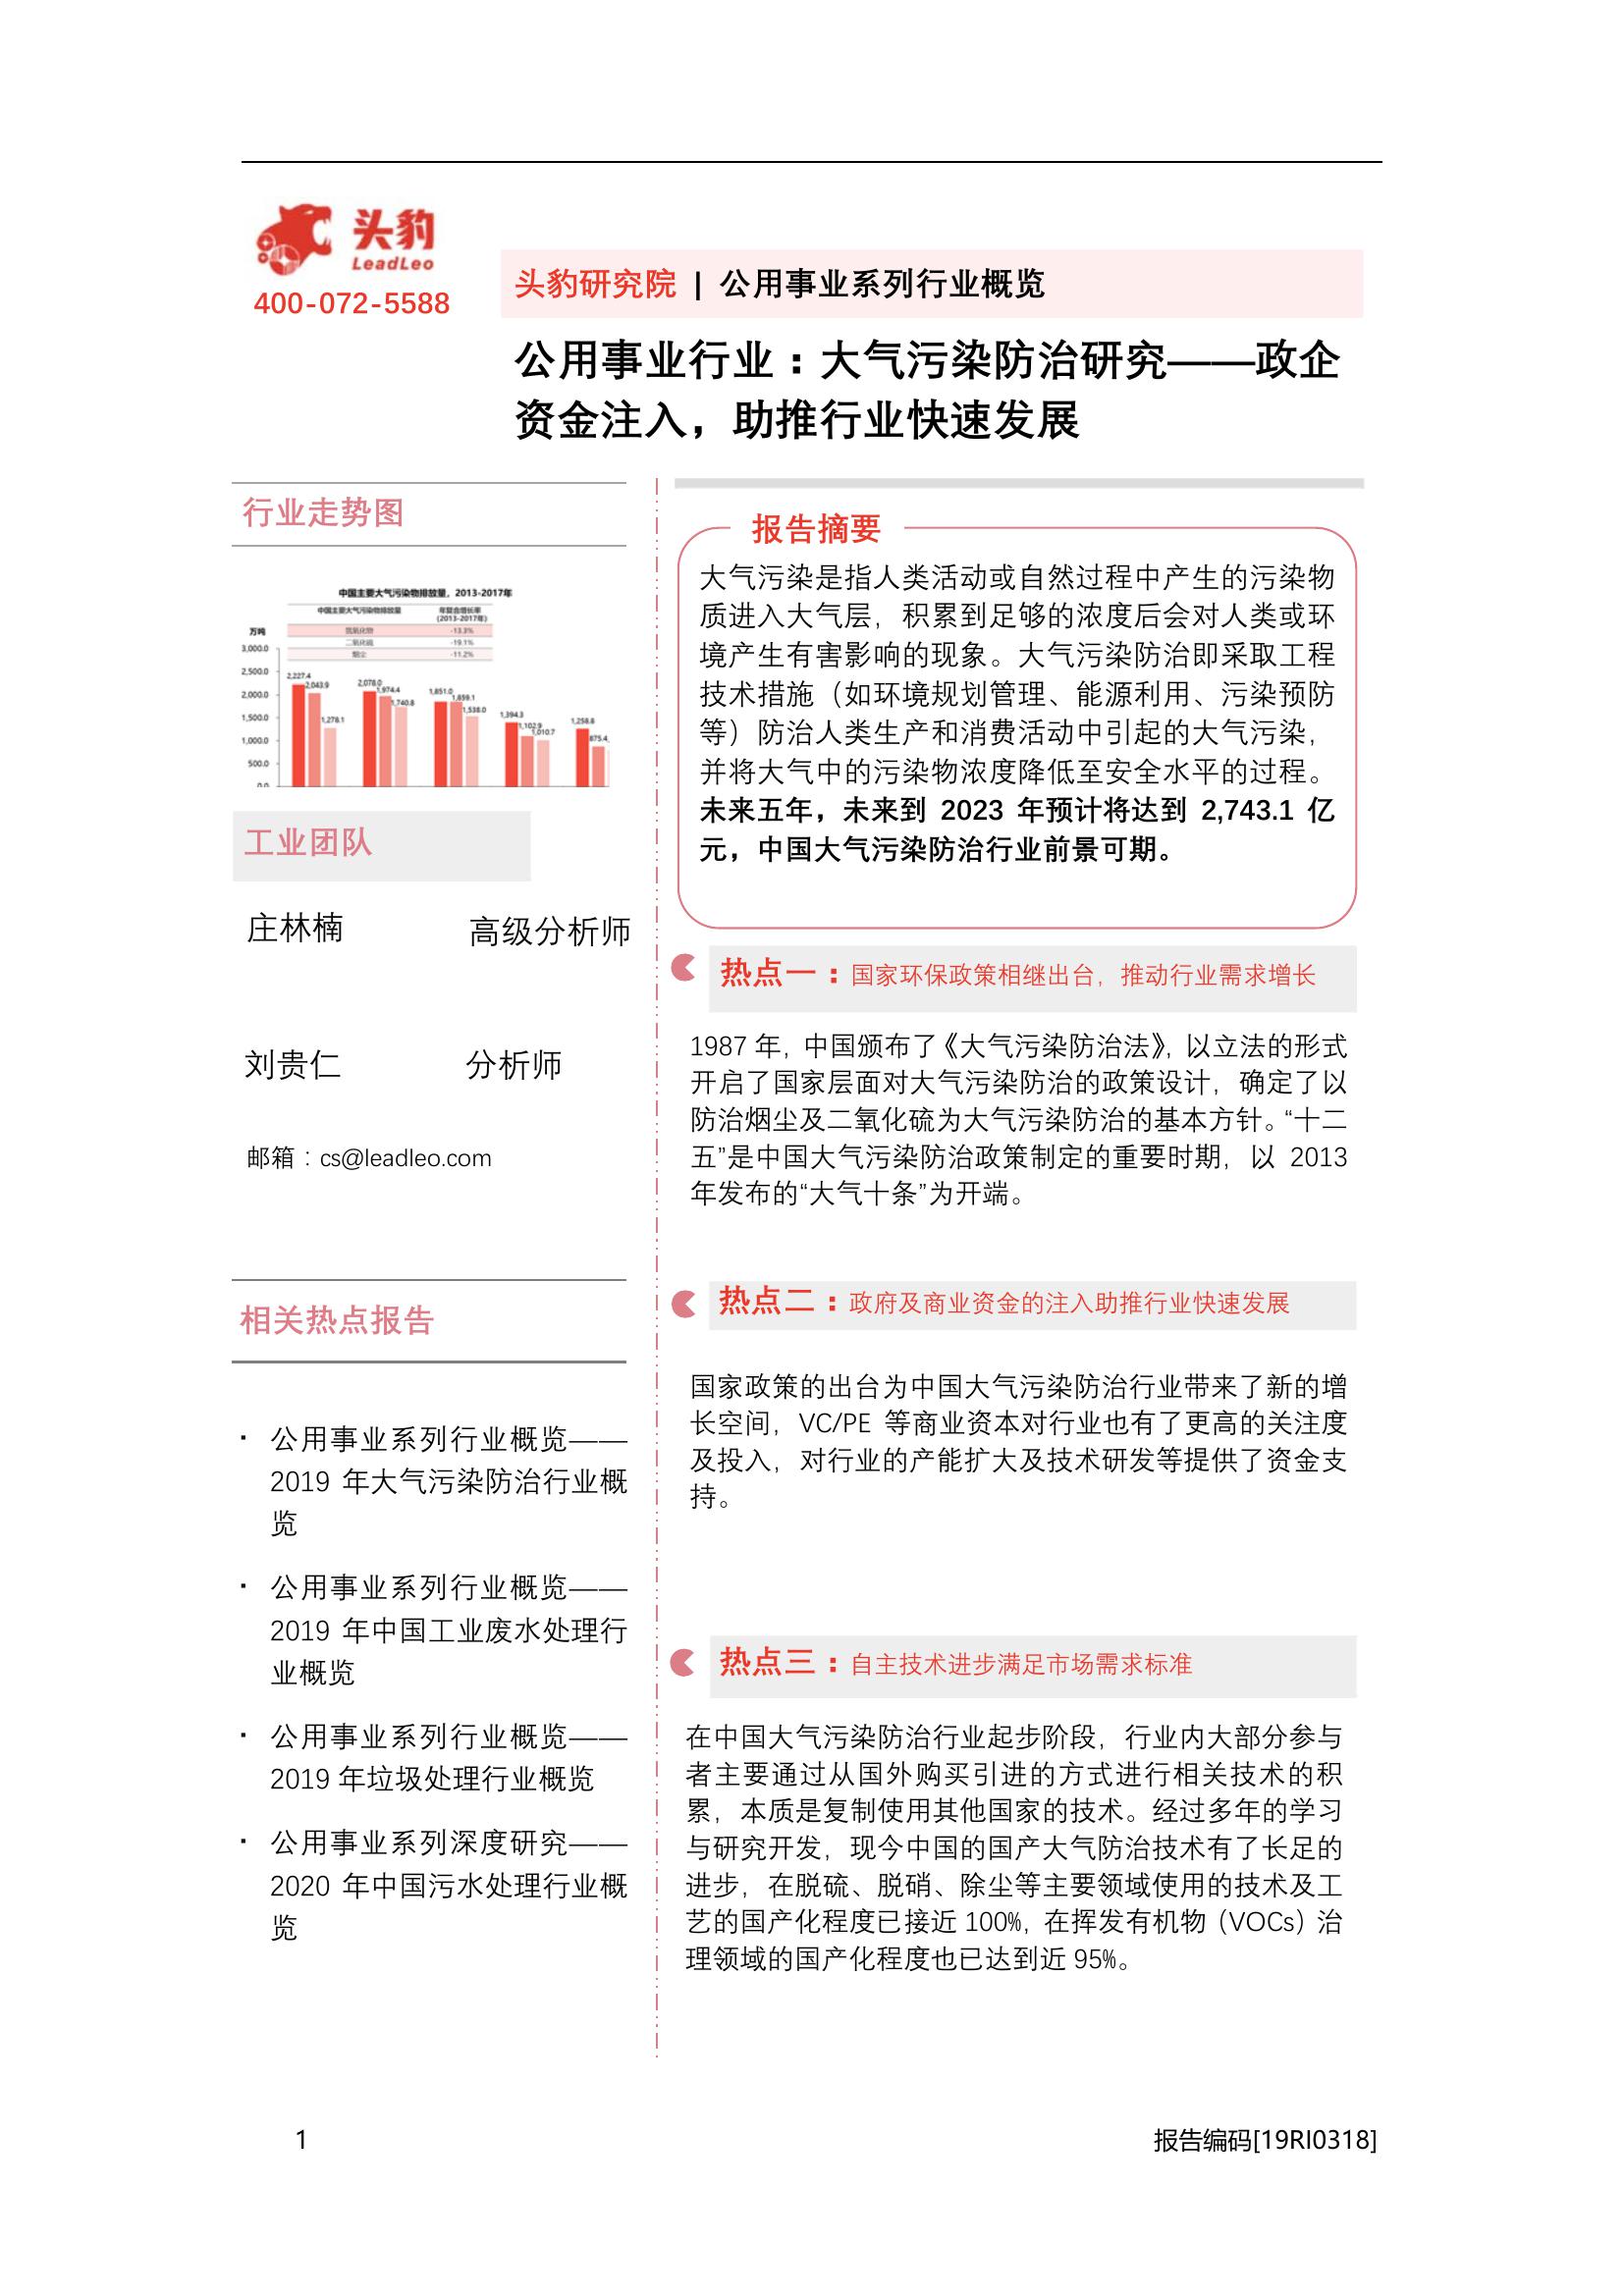 头豹
LeadLeo
400-072-5588
头豹研究院 | 公用事业系列行业概览
公用事业行业：大气污染防治研究——政企
资金注入，助推行业快速发展
行业走势图
中国主要大气污染物排放量，2013-2017年
中国主要大气污染物排放量 年复合增长率
(2013-2017年)
万吨
氮氧化物 -13.3%
二氧化硫 -19.1%
烟尘 -11.2%
3,000.0
2,500.0
2,000.0
1,500.0
1,000.0
500.0
0.0
2,227.4
2,043.9
1,278.1
2,078.0
1,974.4
1,740.8
1,851.0
1,859.1
1,538.0
1,394.3
1,102.9
1,010.7
1,258.8
875.4
工业团队
庄林楠 高级分析师
刘贵仁 分析师
邮箱：cs@leadleo.com
相关热点报告
· 公用事业系列行业概览——
2019 年大气污染防治行业概
览
· 公用事业系列行业概览——
2019 年中国工业废水处理行
业概览
· 公用事业系列行业概览——
2019 年垃圾处理行业概览
· 公用事业系列深度研究——
2020 年中国污水处理行业概
览
报告摘要
大气污染是指人类活动或自然过程中产生的污染物
质进入大气层，积累到足够的浓度后会对人类或环
境产生有害影响的现象。大气污染防治即采取工程
技术措施（如环境规划管理、能源利用、污染预防
等）防治人类生产和消费活动中引起的大气污染，
并将大气中的污染物浓度降低至安全水平的过程。
未来五年，未来到 2023 年预计将达到 2,743.1 亿
元，中国大气污染防治行业前景可期。
热点一：国家环保政策相继出台，推动行业需求增长
1987 年，中国颁布了《大气污染防治法》，以立法的形式
开启了国家层面对大气污染防治的政策设计，确定了以
防治烟尘及二氧化硫为大气污染防治的基本方针。“十二
五”是中国大气污染防治政策制定的重要时期，以 2013
年发布的“大气十条”为开端。
热点二：政府及商业资金的注入助推行业快速发展
国家政策的出台为中国大气污染防治行业带来了新的增
长空间，VC/PE 等商业资本对行业也有了更高的关注度
及投入，对行业的产能扩大及技术研发等提供了资金支
持。
热点三：自主技术进步满足市场需求标准
在中国大气污染防治行业起步阶段，行业内大部分参与
者主要通过从国外购买引进的方式进行相关技术的积
累，本质是复制使用其他国家的技术。经过多年的学习
与研究开发，现今中国的国产大气防治技术有了长足的
进步，在脱硫、脱硝、除尘等主要领域使用的技术及工
艺的国产化程度已接近 100%，在挥发有机物（VOCs）治
理领域的国产化程度也已达到近 95%。
1
报告编码[19RI0318]